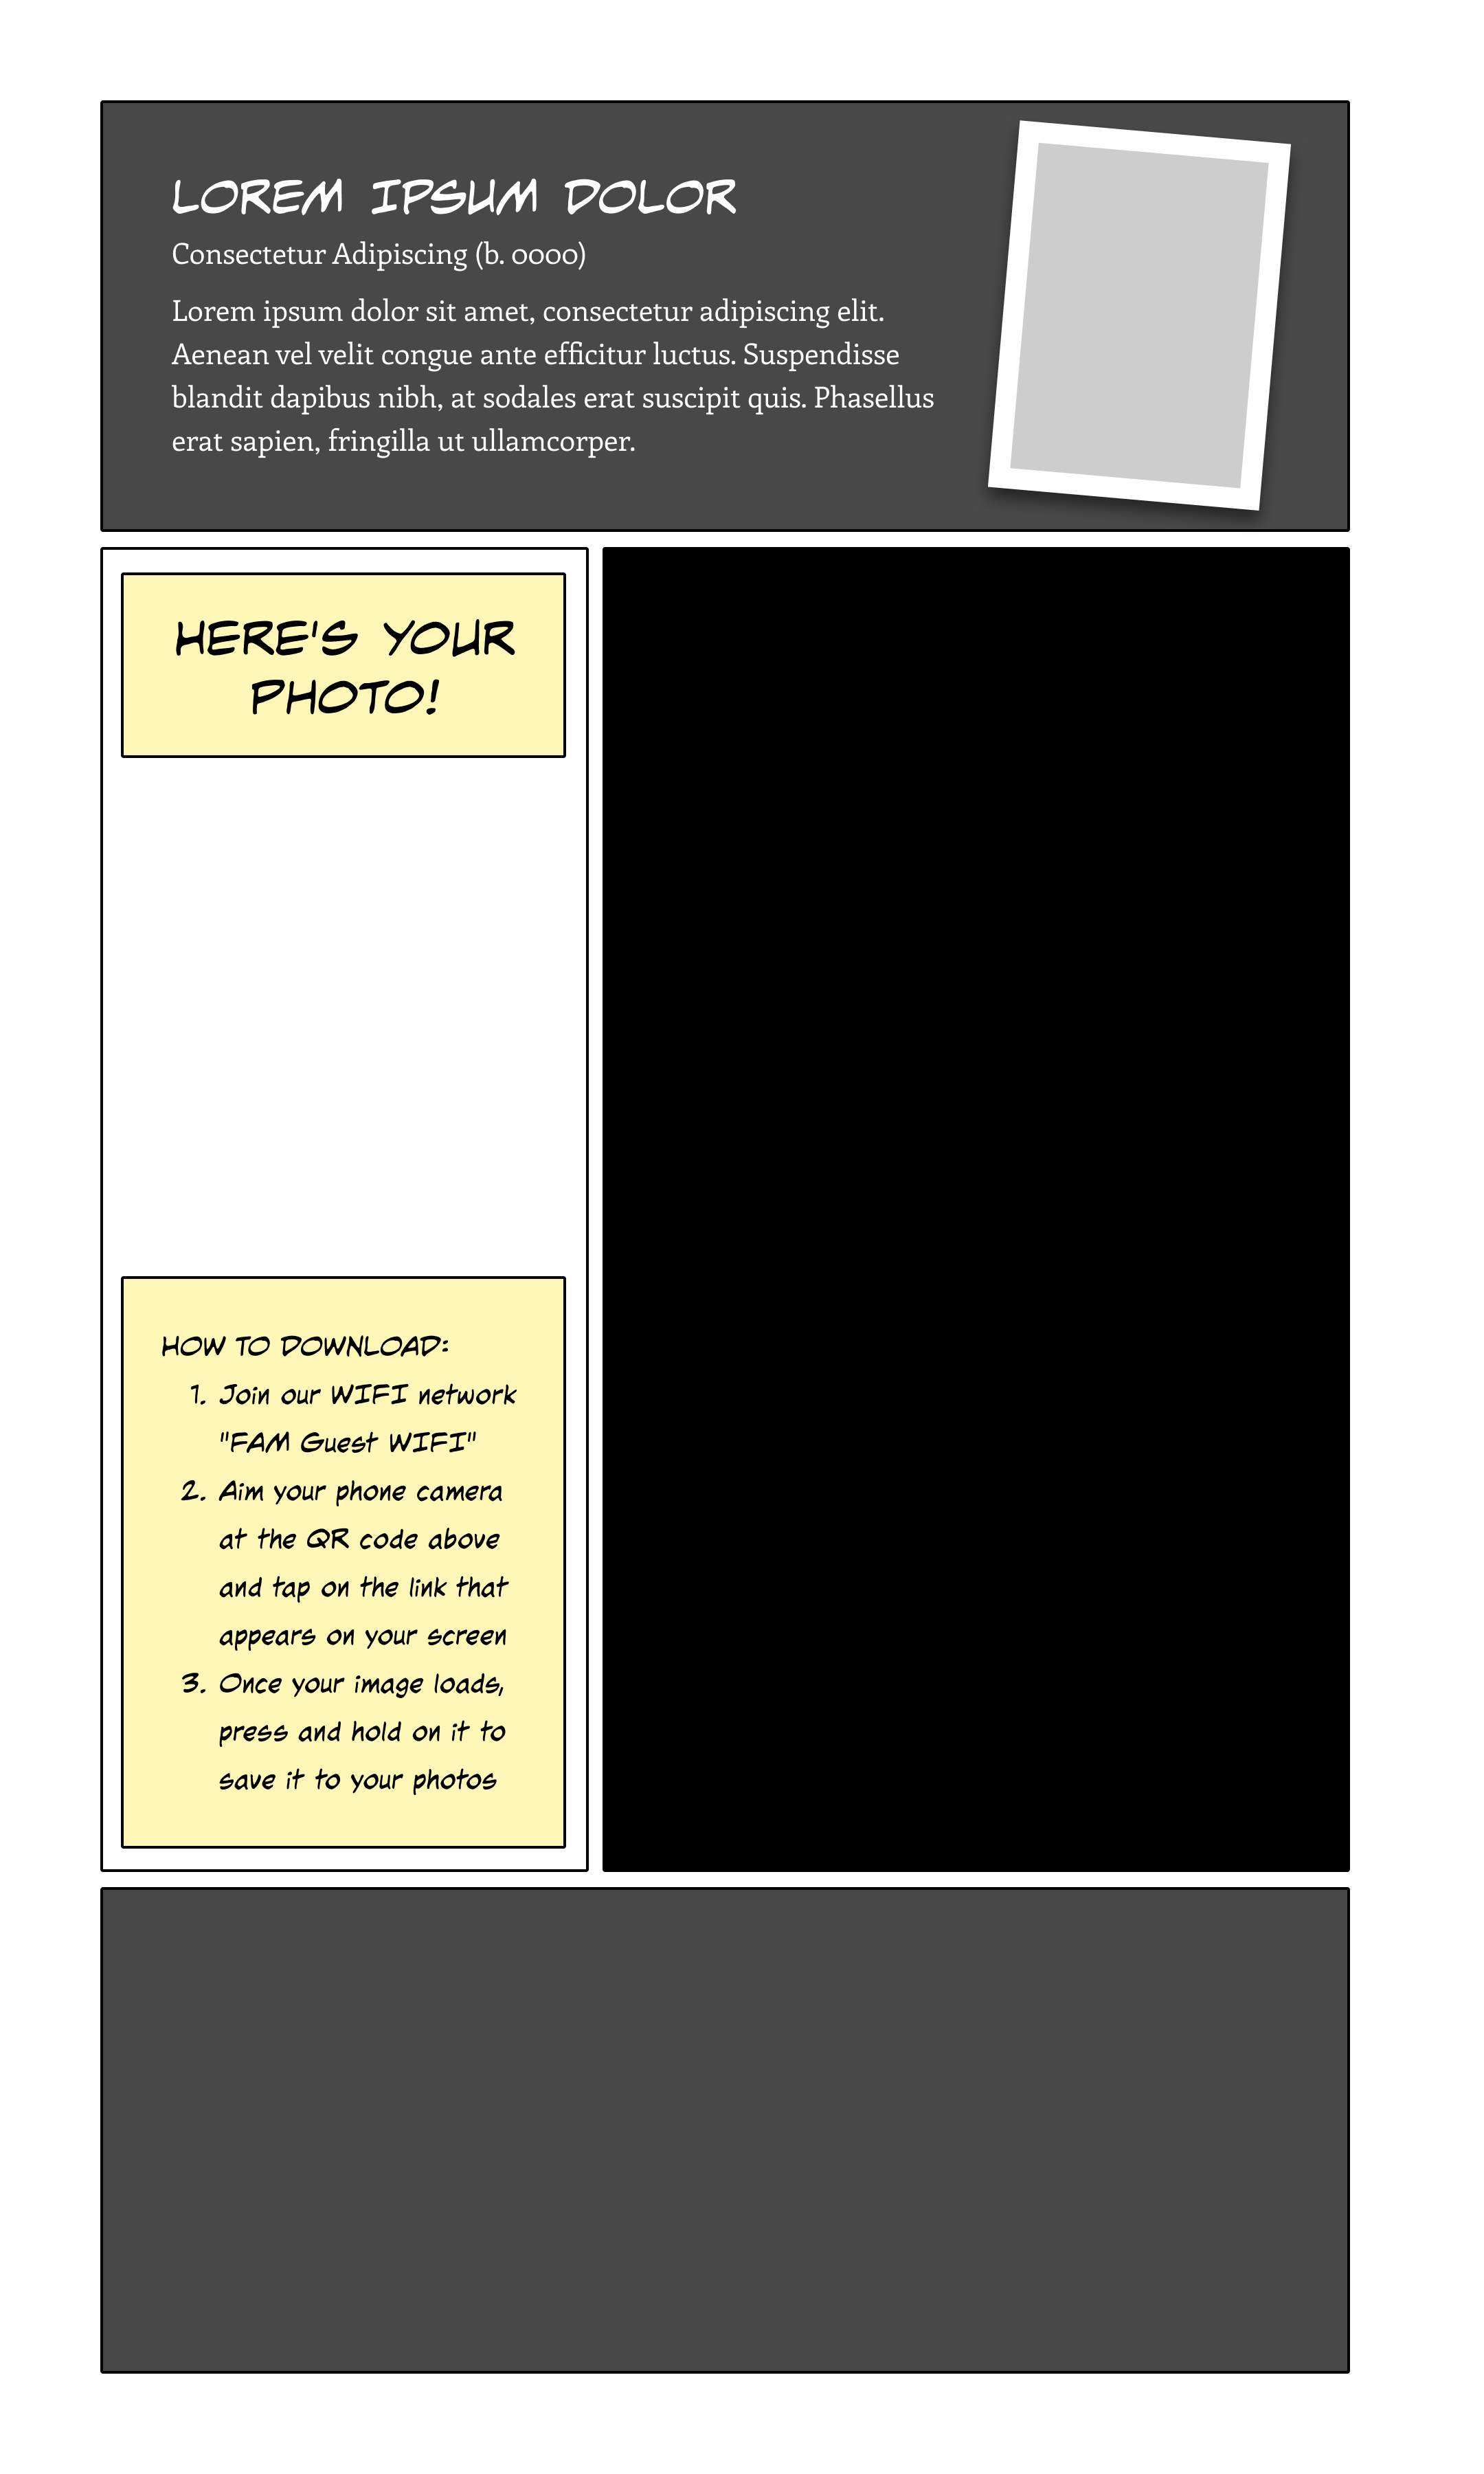 LOREM IPSUM DOLOR
Consectetur Adipiscing (b. 0000)
Lorem ipsum dolor sit amet, consectetur adipiscing elit.
Aenean vel velit congue ante efficitur luctus. Suspendisse
blandit dapibus nibh, at sodales erat suscipit quis. Phasellus
erat sapien, fringilla ut ullamcorper.
HERE'S YOUR
PHOTO!
HOW TO DOWNLOAD:
1. Join our WIFI network
"FAM Guest WIFI"
2. Aim your phone camera
at the QR code above
and tap on the link that
appears on your screen
3. Once your image loads,
press and hold on it to
save it to your photos